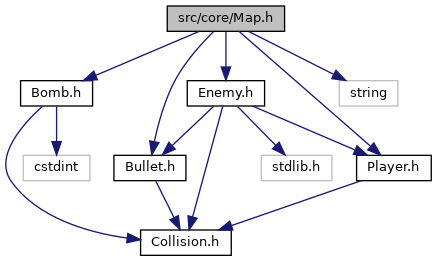 src/core/Map.h
Bomb.h
Enemy.h
string
cstdint
Bullet.h
stdlib.h
Player.h
Collision.h